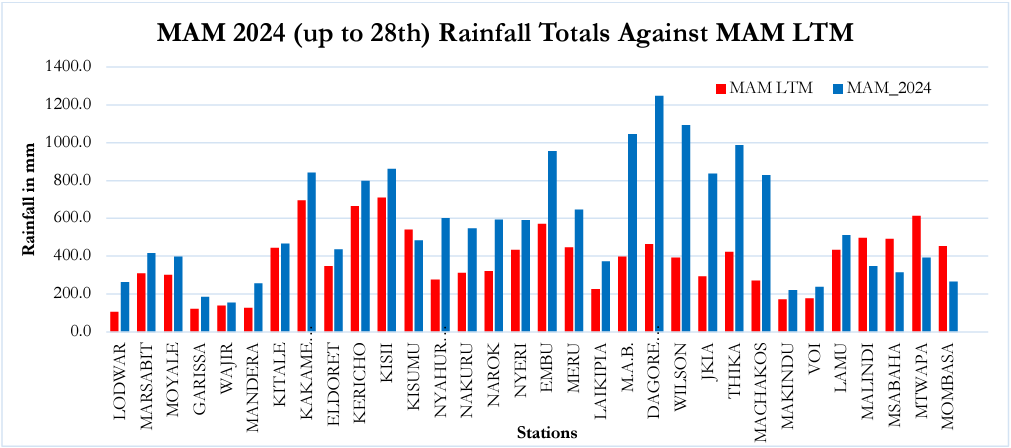 MAM 2024 (up to 28th) Rainfall Totals Against MAM LTM
MAM LTM
MAM_2024
1400.0
1200.0
1000.0
800.0
600.0
400.0
200.0
0.0
Rainfall in mm
LODWAR
MARSABIT
MOYALE
GARISSA
WAJIR
MANDERA
KITALE
KAKAME…
ELDORET
KERICHO
KISII
KISUMU
NYAHUR…
NAKURU
NAROK
NYERI
EMBU
MERU
LAIKIPIA
M.A.B.
DAGORE…
WILSON
JKIA
THIKA
MACHAKOS
MAKINDU
VOI
LAMU
MALINDI
MSABAHA
MTWAPA
MOMBASA
Stations